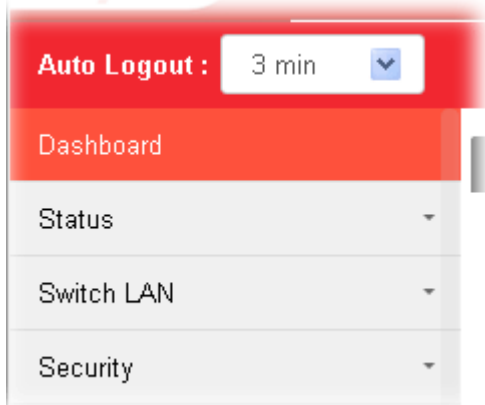 Auto Logout : 3 min
Dashboard
Status
Switch LAN
Security